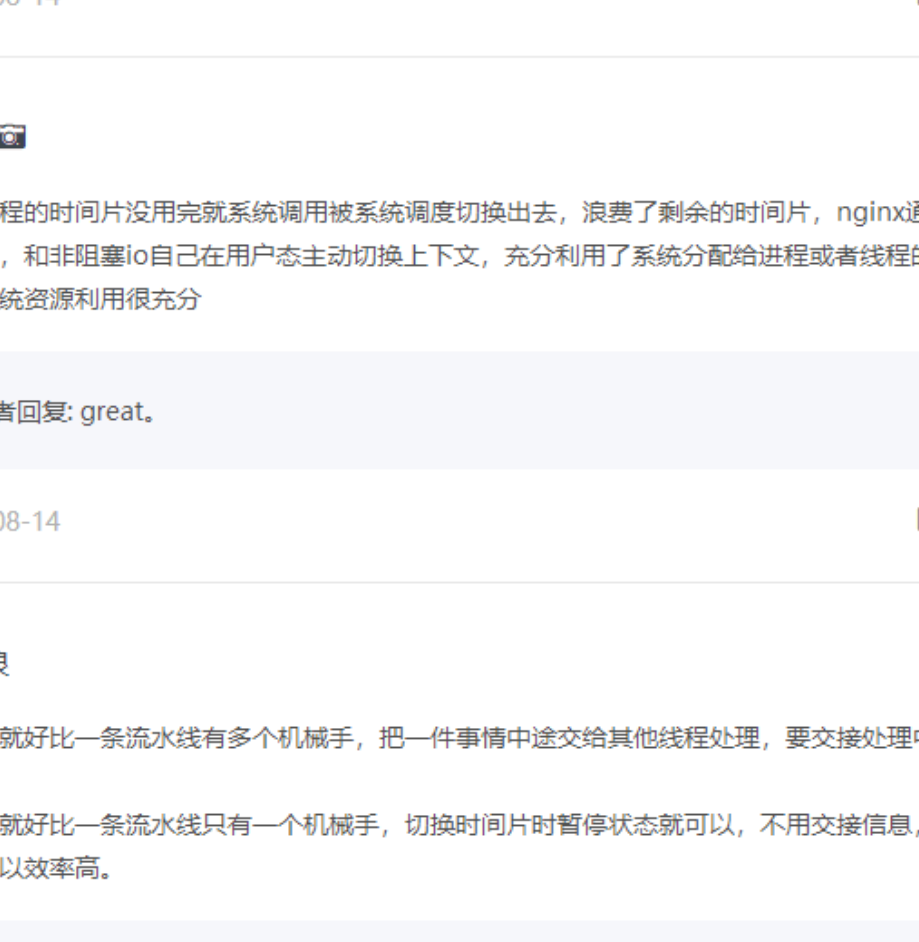 程的时间片没用完就系统调用被系统调度切换出去，浪费了剩余的时间片，nginx通
，和非阻塞io自己在用户态主动切换上下文，充分利用了系统分配给进程或者线程的
统资源利用很充分
者回复: great。
08-14
就好比一条流水线有多个机械手，把一件事情中途交给其他线程处理，要交接处理中
就好比一条流水线只有一个机械手，切换时间片时暂停状态就可以，不用交接信息，
以效率高。